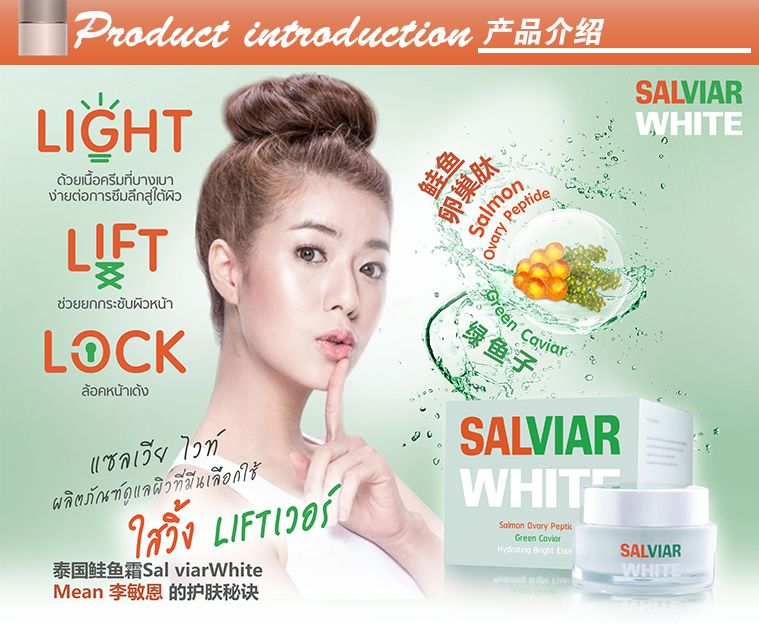 Product introduction 产品介绍
SALVIAR
WHITE
LIGHT
ด้วยเนื้อครีมที่บางเบา
ง่ายต่อการซึมลึกสู่ใต้ผิว
LIFT
ช่วยยกกระชับผิวหน้า
LOCK
ล้อคหน้าเด้ง
鲑鱼
卵巢肽
Salmon
Ovary Peptide
Green Caviar
绿鱼子
แซลเวีย ไวท์
ผลิตภัณฑ์ดูแลผิวที่มีนเลือกใช้
ใสวิ้ง LIFTเวอร์
泰国鲑鱼霜Sal viarWhite
Mean 李敏恩 的护肤秘诀
SALVIAR
WHITE
Salmon Ovary Peptid
Green Caviar
Hydrating Bright Esse
SALVIAR
WHITE